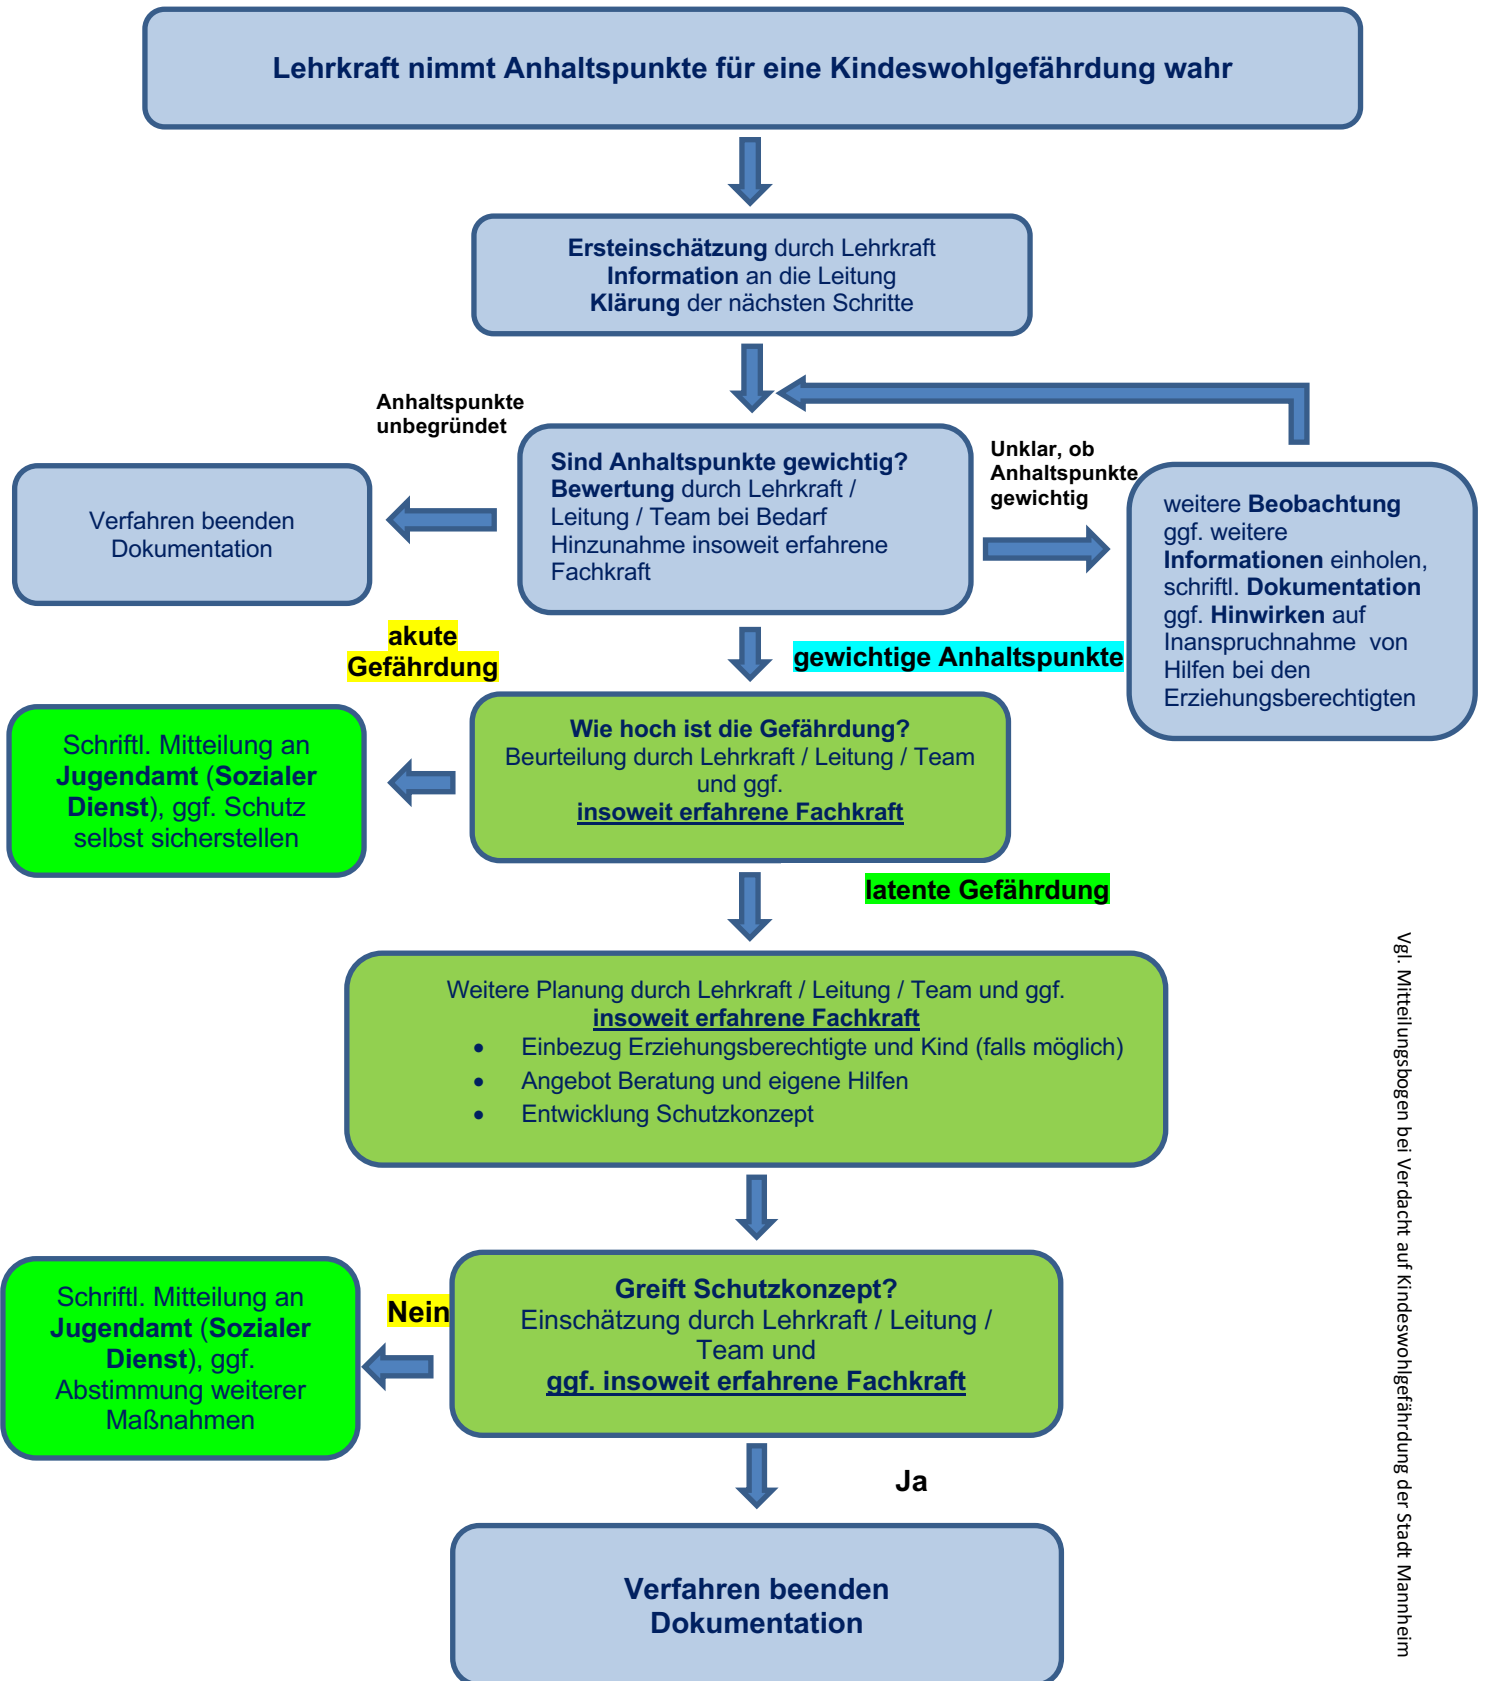 Lehrkraft nimmt Anhaltspunkte für eine Kindeswohlgefährdung wahr
Ersteinschätzung durch Lehrkraft
Information an die Leitung
Klärung der nächsten Schritte
Anhaltspunkte
unbegründet
Sind Anhaltspunkte gewichtig?
Bewertung durch Lehrkraft /
Leitung / Team bei Bedarf
Hinzunahme insoweit erfahrene
Fachkraft
Unklar, ob
Anhaltspunkte
gewichtig
Verfahren beenden
Dokumentation
weitere Beobachtung
ggf. weitere
Informationen einholen,
schriftl. Dokumentation
ggf. Hinwirken auf
Inanspruchnahme von
Hilfen bei den
Erziehungsberechtigten
akute
Gefährdung
gewichtige Anhaltspunkte
Schriftl. Mitteilung an
Jugendamt (Sozialer
Dienst), ggf. Schutz
selbst sicherstellen
Wie hoch ist die Gefährdung?
Beurteilung durch Lehrkraft / Leitung / Team
und ggf.
insoweit erfahrene Fachkraft
latente Gefährdung
Weitere Planung durch Lehrkraft / Leitung / Team und ggf.
insoweit erfahrene Fachkraft
• Einbezug Erziehungsberechtigte und Kind (falls möglich)
• Angebot Beratung und eigene Hilfen
• Entwicklung Schutzkonzept
Schriftl. Mitteilung an
Jugendamt (Sozialer
Dienst), ggf.
Abstimmung weiterer
Maßnahmen
Nein
Greift Schutzkonzept?
Einschätzung durch Lehrkraft / Leitung /
Team und
ggf. insoweit erfahrene Fachkraft
Ja
Verfahren beenden
Dokumentation
Vgl. Mitteilungsbogen bei Verdacht auf Kindeswohlgefährdung der Stadt Mannheim